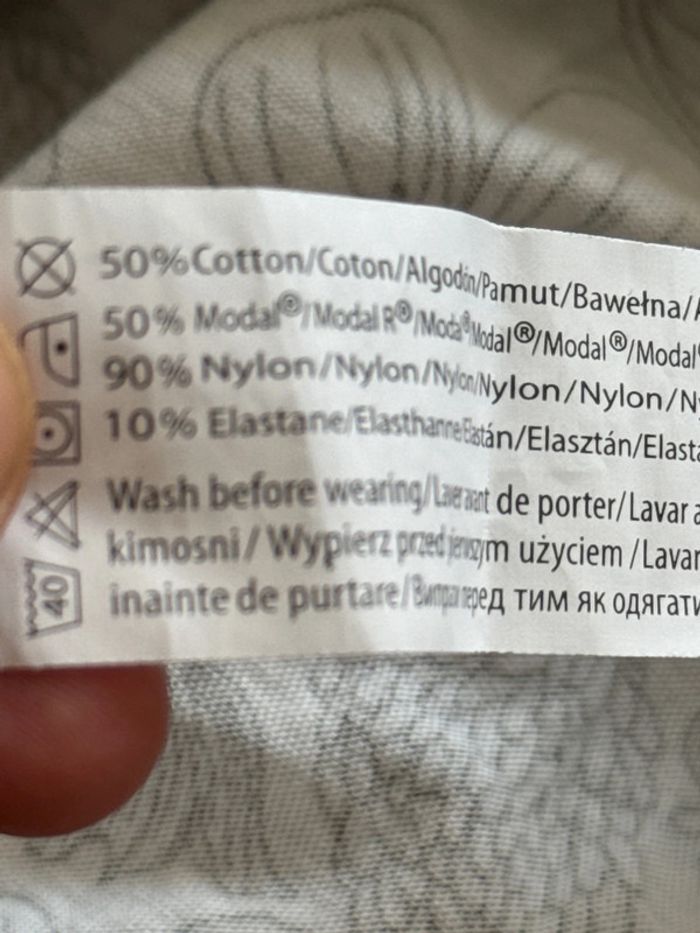 50% Cotton/Coton/Algodón/Pamut/Bawełna/
50% Modal®/Modal R®/Modal®Modal®/Modal®/Modal
90% Nylon/Nylon/Nylon/Nylon/Nylon/
10% Elastane/Elasthanne/Elastán/Elasztán/
Wash before wearing/ de porter/Lavar
kimosni/Wypierz przed użyciem/Lavar
inainte de purtare/ тим як одягати
40